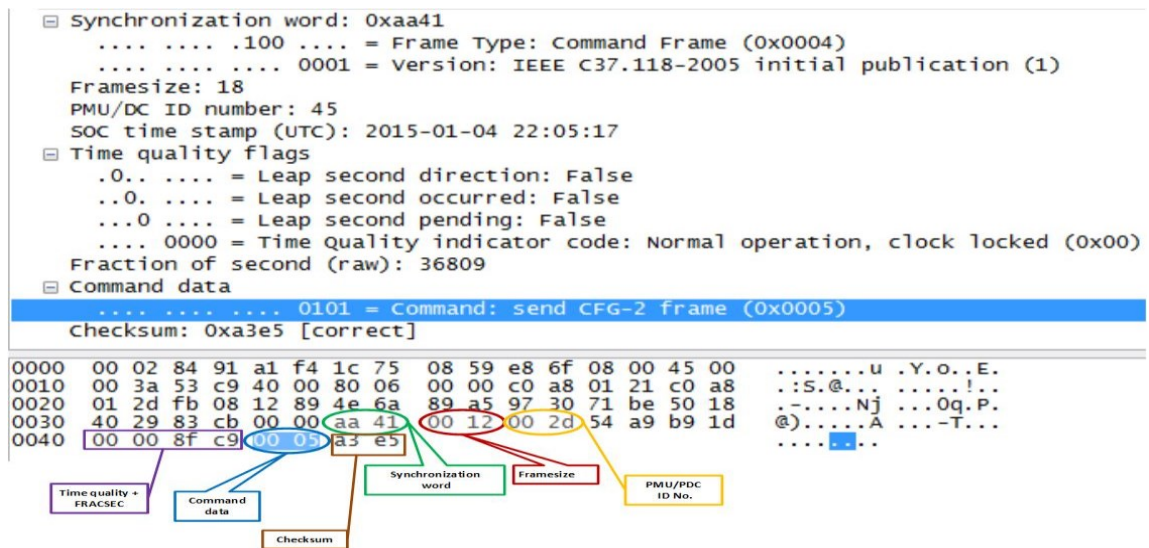 Synchronization word: 0xaa41
.... .... .100 .... = Frame Type: Command Frame (0x0004)
.... .... .... 0001 = Version: IEEE C37.118-2005 initial publication (1)
Framesize: 18
PMU/DC ID number: 45
SOC time stamp (UTC): 2015-01-04 22:05:17
Time quality flags
.0.. .... = Leap second direction: False
..0. .... = Leap second occurred: False
...0 .... = Leap second pending: False
.... 0000 = Time Quality indicator code: Normal operation, clock locked (0x00)
Fraction of second (raw): 36809
Command data
.... .... .... 0101 = Command: send CFG-2 frame (0x0005)
Checksum: 0xa3e5 [correct]
0000 00 02 84 91 a1 f4 1c 75 08 59 e8 6f 08 00 45 00 .......u .Y.o..E.
0010 00 3a 53 c9 40 00 80 06 00 00 c0 a8 01 21 c0 a8 .:S.@... .....!..
0020 01 2d fb 08 12 89 4e 6a 89 a5 97 30 71 be 50 18 .-....Nj ...0q.P.
0030 40 29 83 cb 00 00 aa 41 00 12 00 2d 54 a9 b9 1d @).....A ...-T...
0040 00 00 8f c9 00 05 a3 e5 ........
Time quality +
FRACSEC
Command
data
Checksum
Synchronization
word
Framesize
PMU/PDC
ID No.